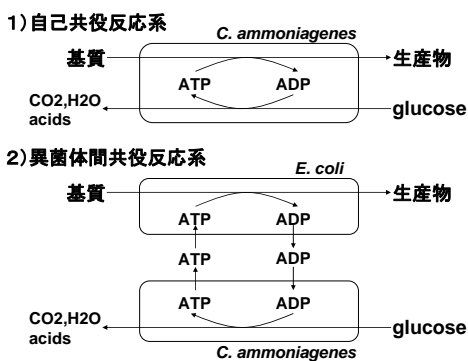 1)自己共役反応系
C. ammoniagenes
基質
生産物
ATP ADP
CO2,H2O
acids
glucose
2)異菌体間共役反応系
E. coli
基質
生産物
ATP ADP
ATP ADP
ATP ADP
CO2,H2O
acids
glucose
C. ammoniagenes